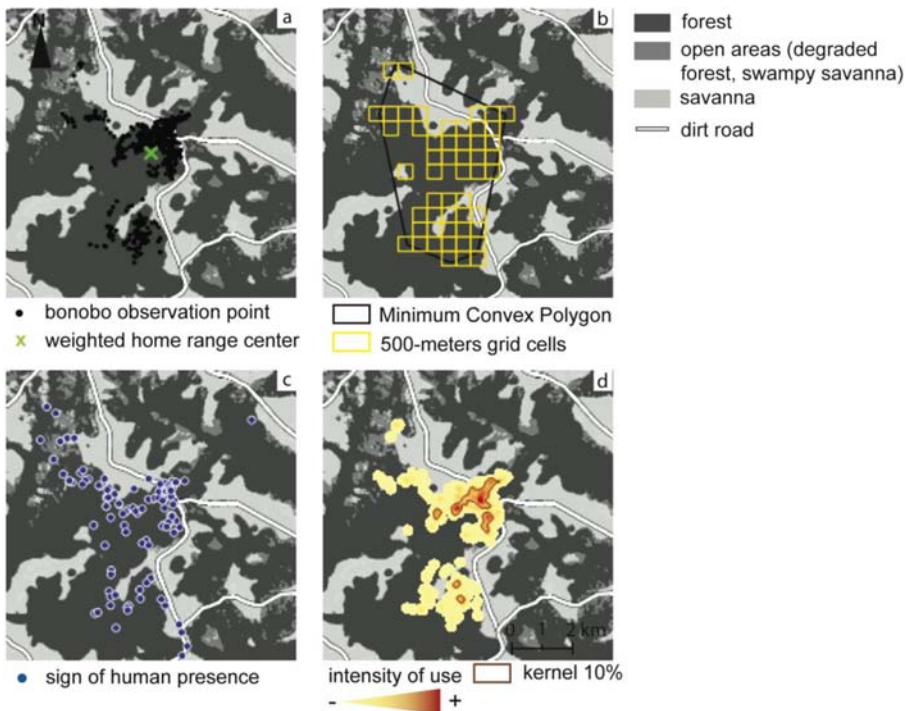 N
a
b
forest
open areas (degraded
forest, swampy savanna)
savanna
dirt road
bonobo observation point
weighted home range center
Minimum Convex Polygon
500-meters grid cells
c
d
0 1 2 km
sign of human presence
intensity of use
- +
kernel 10%